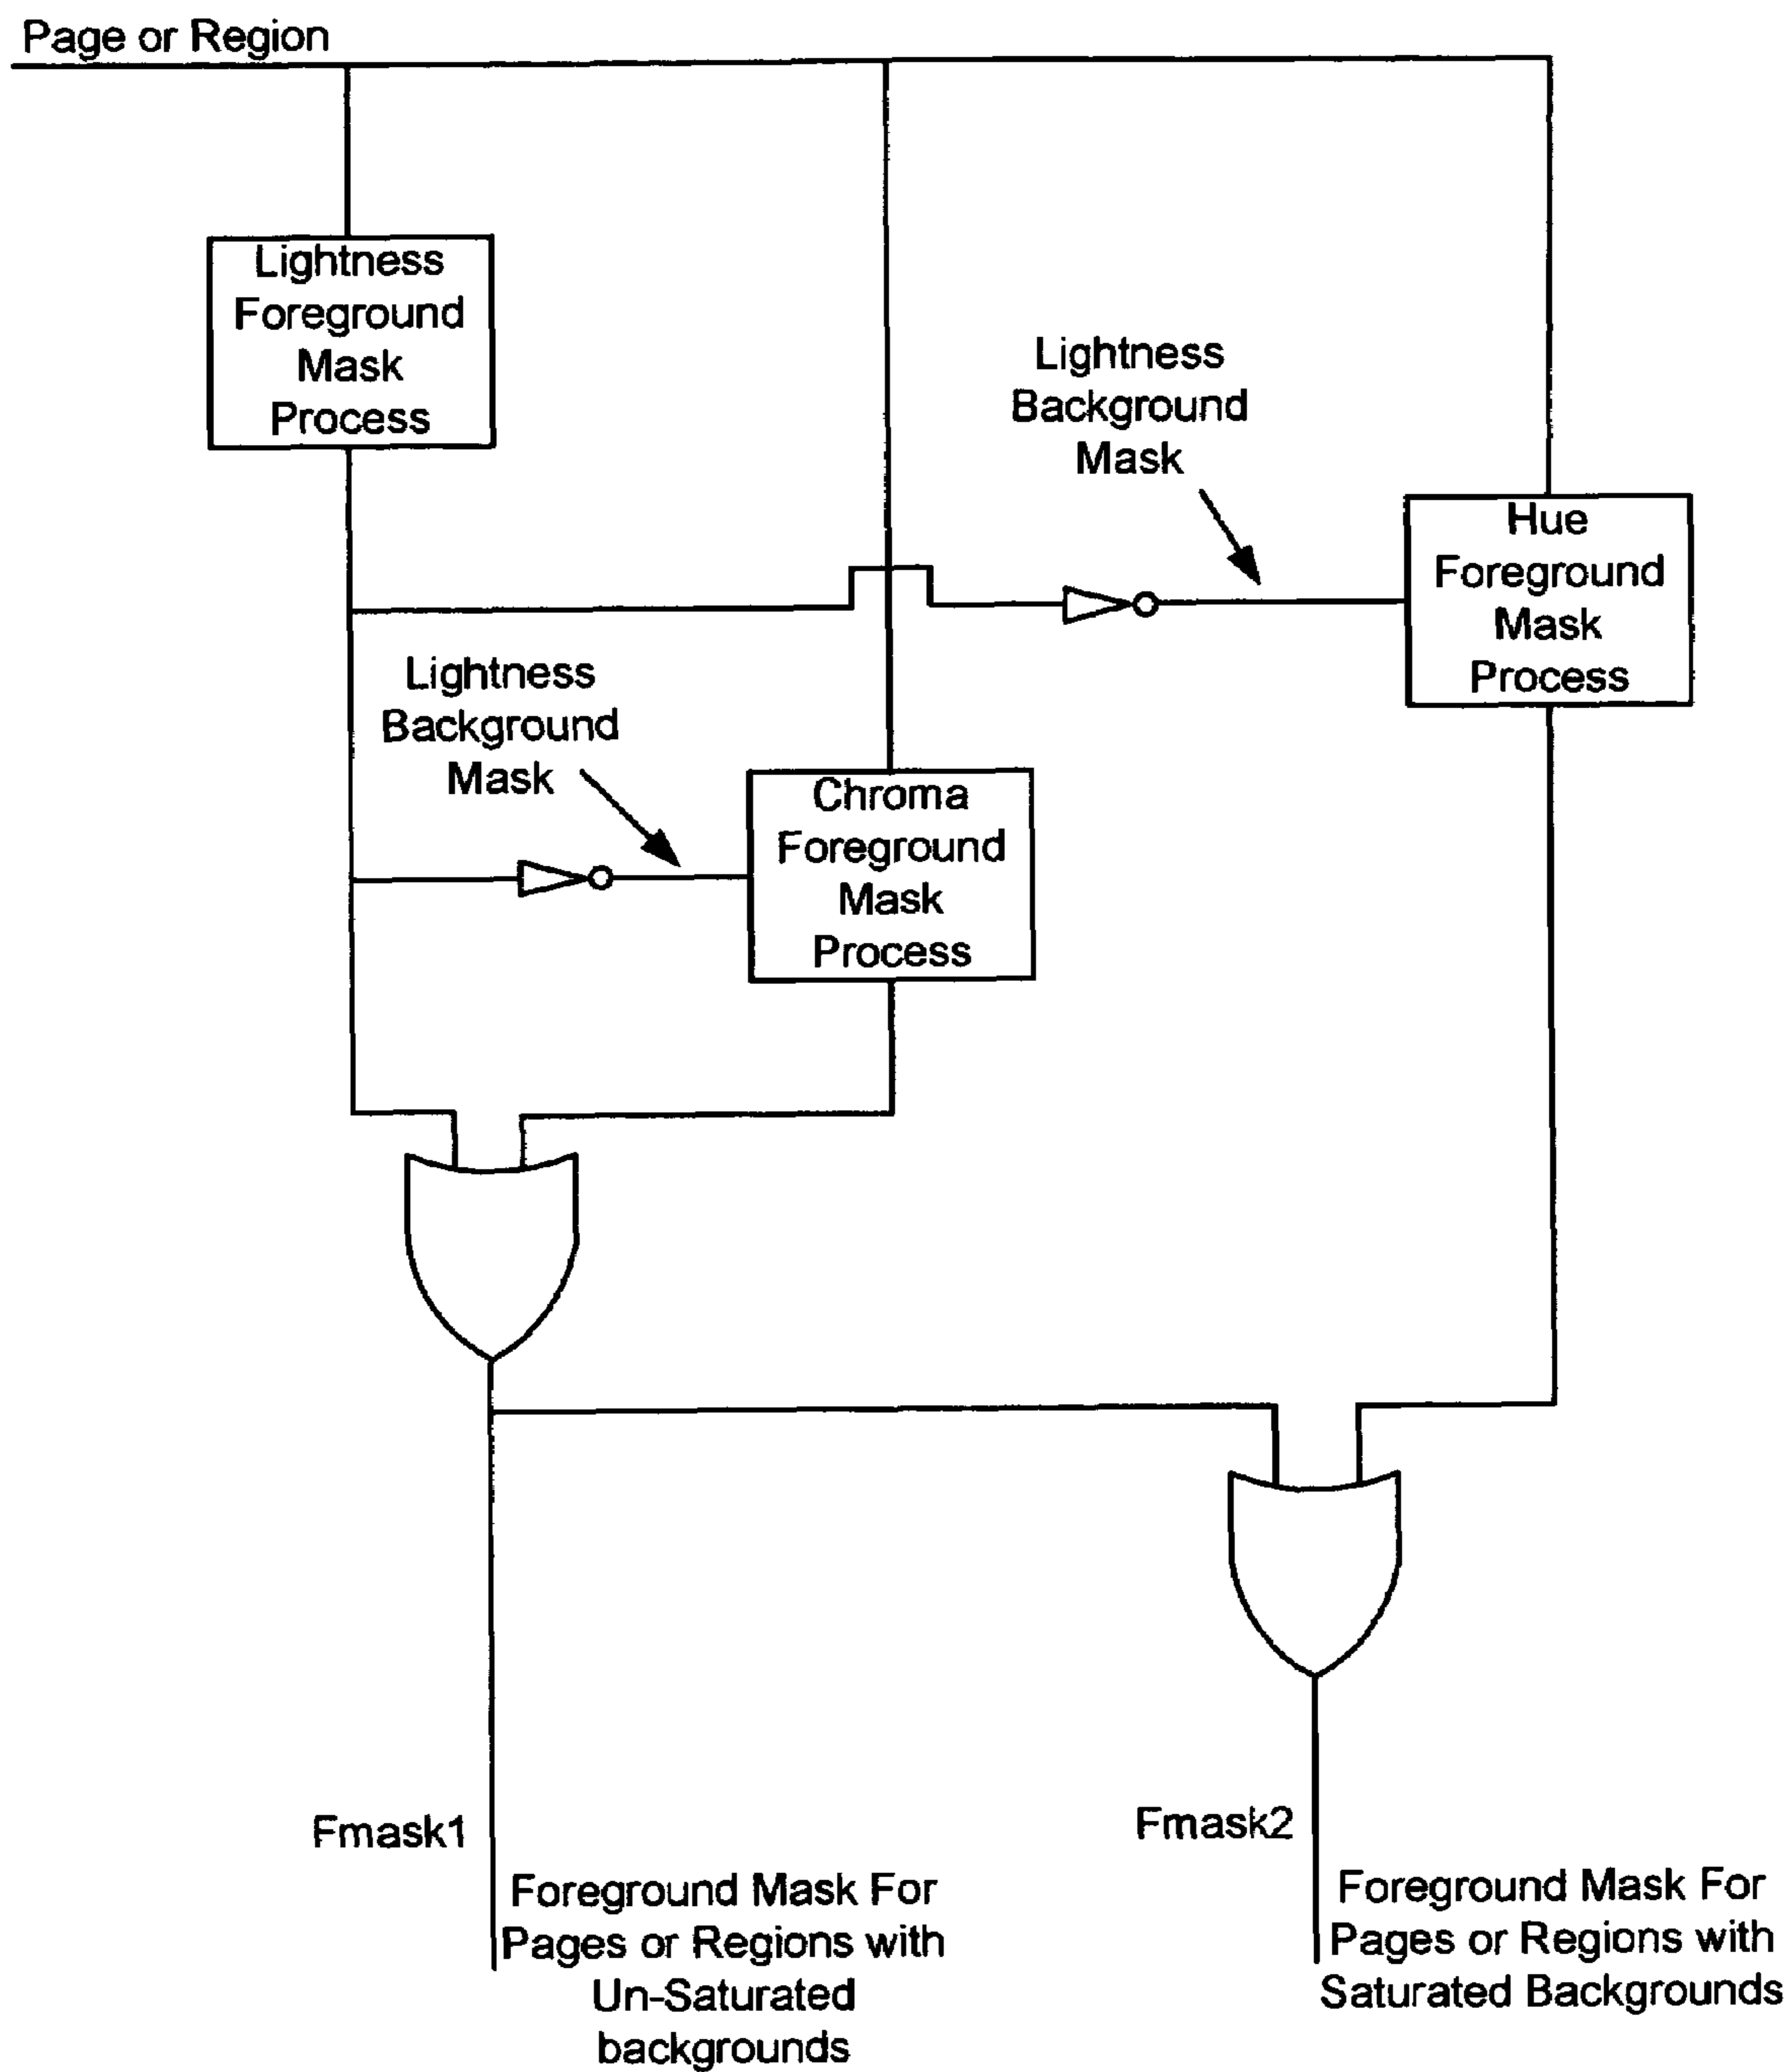 Page or Region
Lightness
Foreground
Mask
Process
Lightness
Background
Mask
Hue
Foreground
Mask
Process
Lightness
Background
Mask
Chroma
Foreground
Mask
Process
Fmask1
Foreground Mask For
Pages or Regions with
Un-Saturated
backgrounds
Fmask2
Foreground Mask For
Pages or Regions with
Saturated Backgrounds